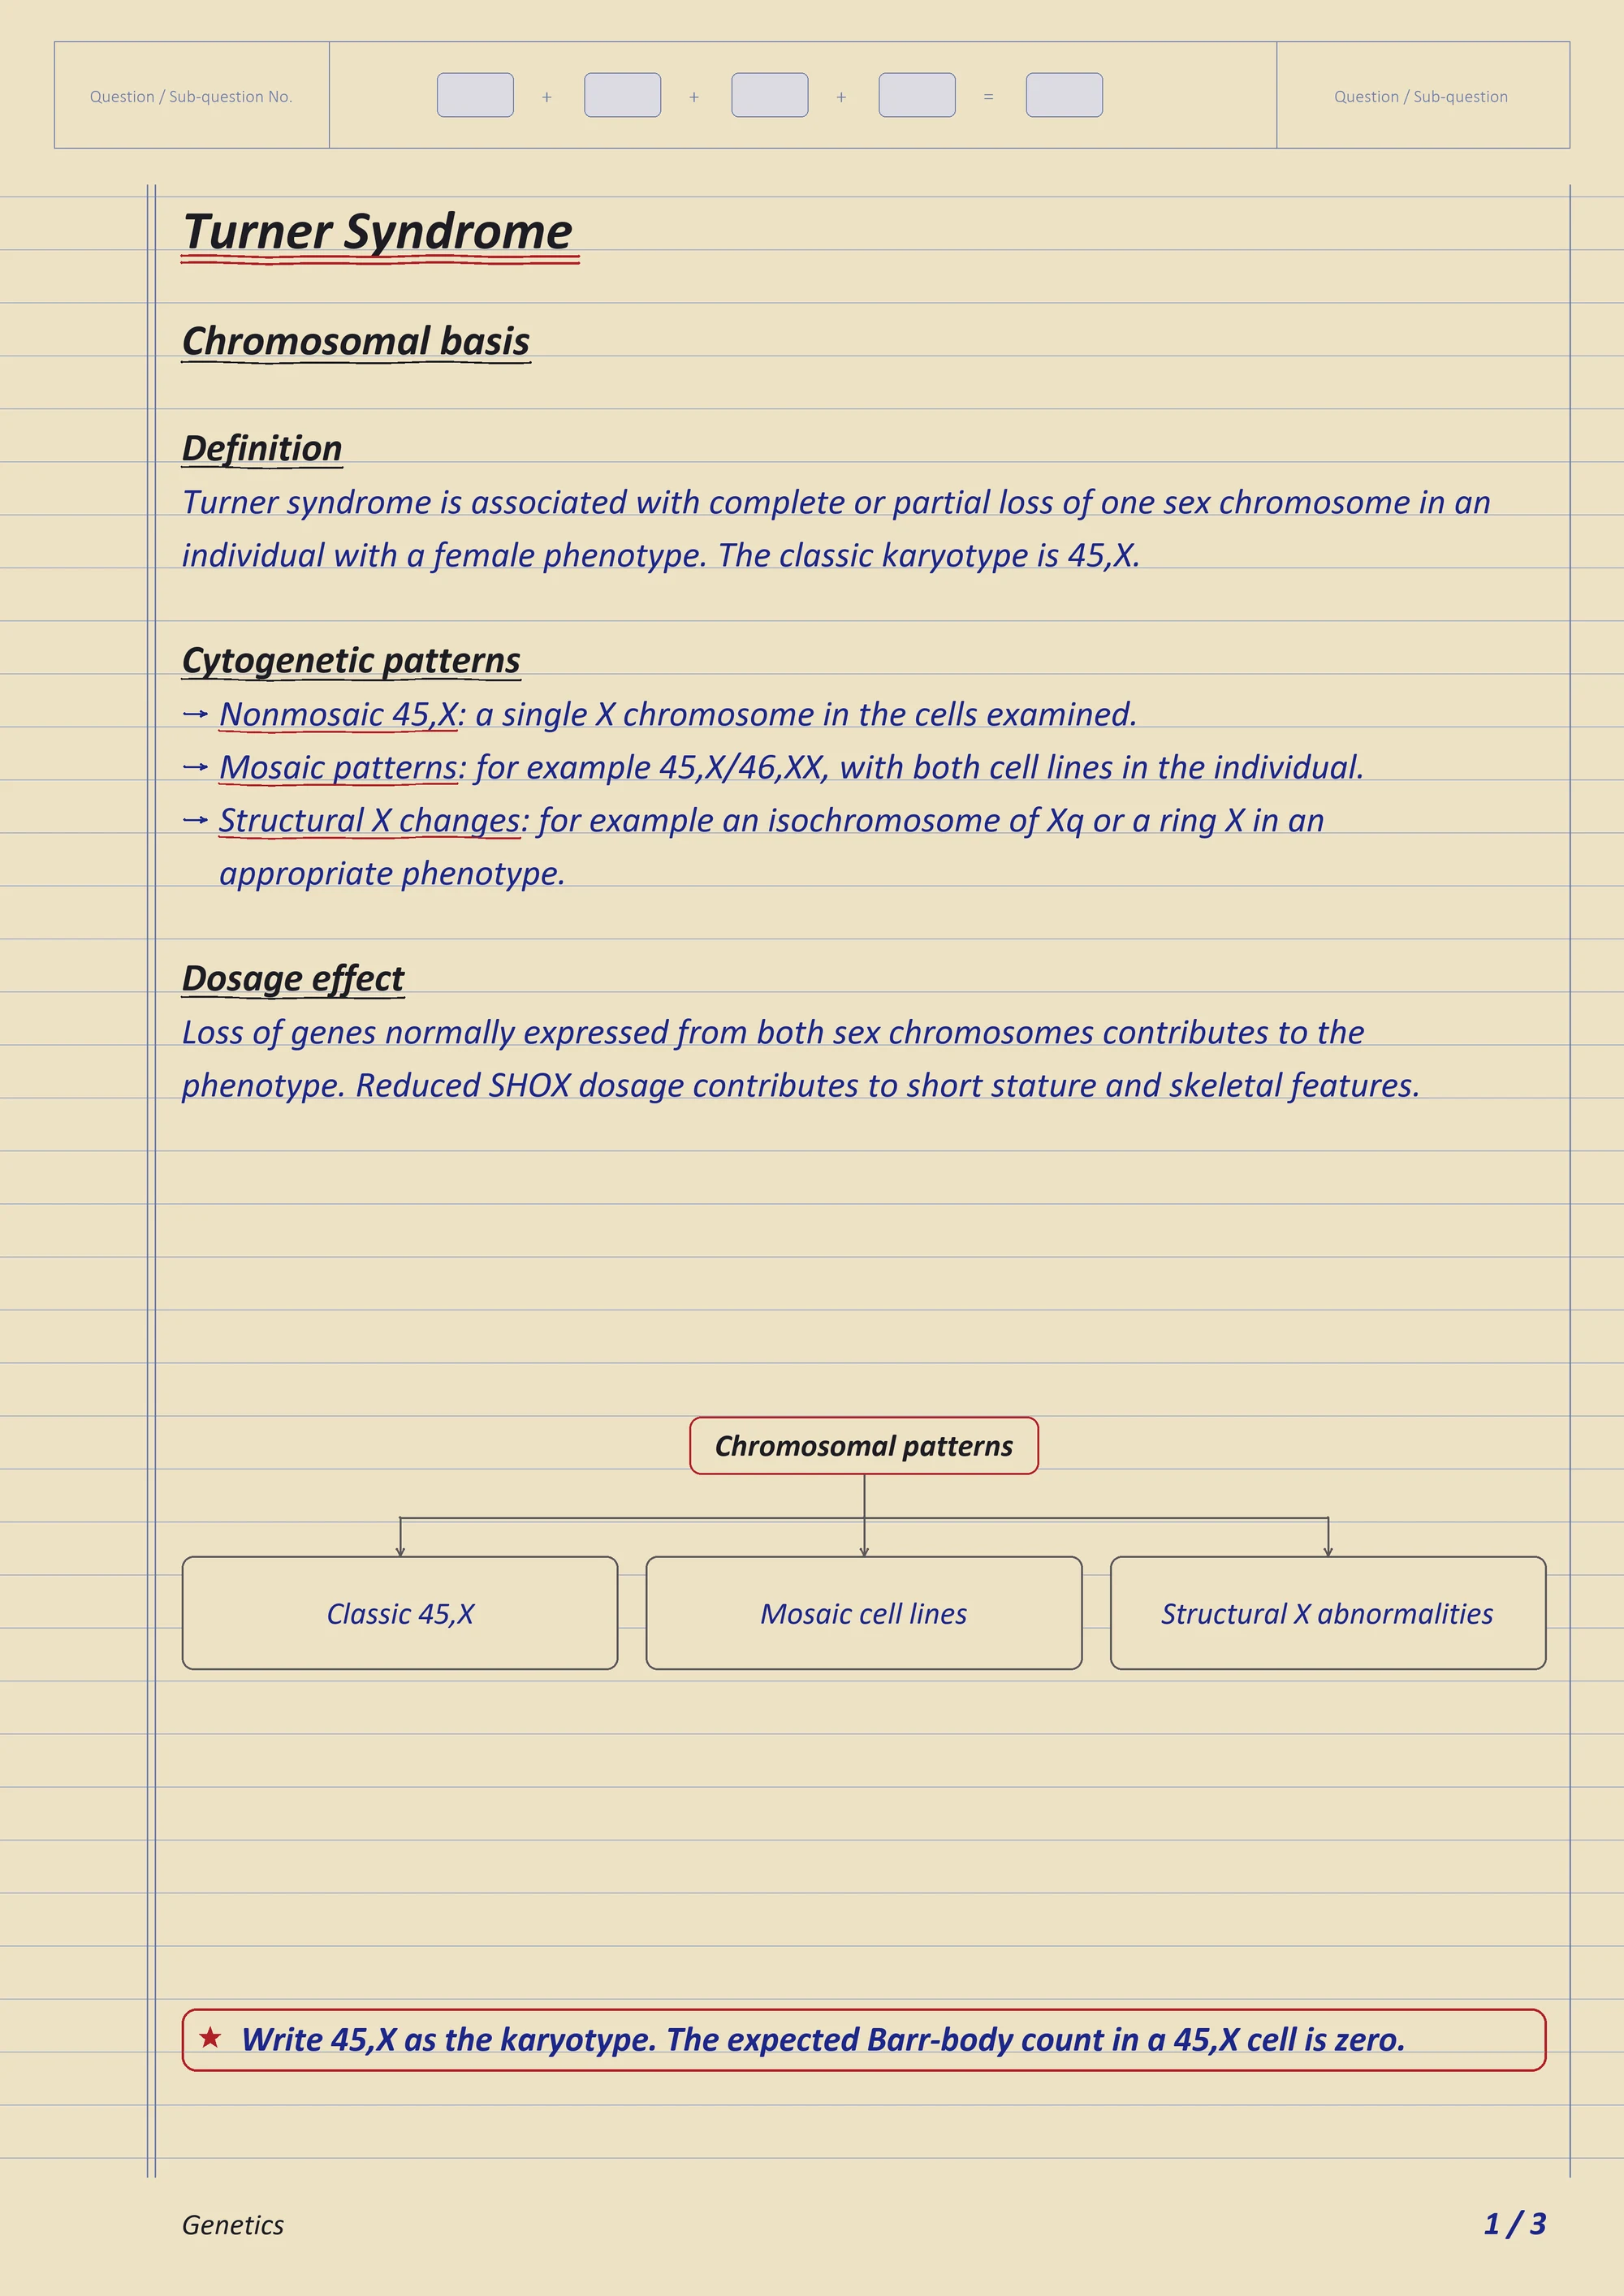 Question / Sub-question No.
+ + + =
Question / Sub-question
Turner Syndrome
Chromosomal basis
Definition
Turner syndrome is associated with complete or partial loss of one sex chromosome in an
individual with a female phenotype. The classic karyotype is 45,X.
Cytogenetic patterns
→ Nonmosaic 45,X: a single X chromosome in the cells examined.
→ Mosaic patterns: for example 45,X/46,XX, with both cell lines in the individual.
→ Structural X changes: for example an isochromosome of Xq or a ring X in an
appropriate phenotype.
Dosage effect
Loss of genes normally expressed from both sex chromosomes contributes to the
phenotype. Reduced SHOX dosage contributes to short stature and skeletal features.
Chromosomal patterns
Classic 45,X
Mosaic cell lines
Structural X abnormalities
★ Write 45,X as the karyotype. The expected Barr-body count in a 45,X cell is zero.
Genetics
1 / 3